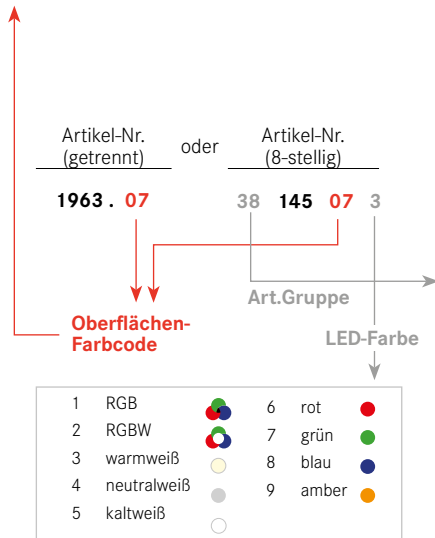 Artikel-Nr.
(getrennt)
oder
Artikel-Nr.
(8-stellig)
1963 . 07
38 145 07 3
Art.Gruppe
Oberflächen-
Farbcode
LED-Farbe
1 RGB
2 RGBW
3 warmweiß
4 neutralweiß
5 kaltweiß
6 rot
7 grün
8 blau
9 amber